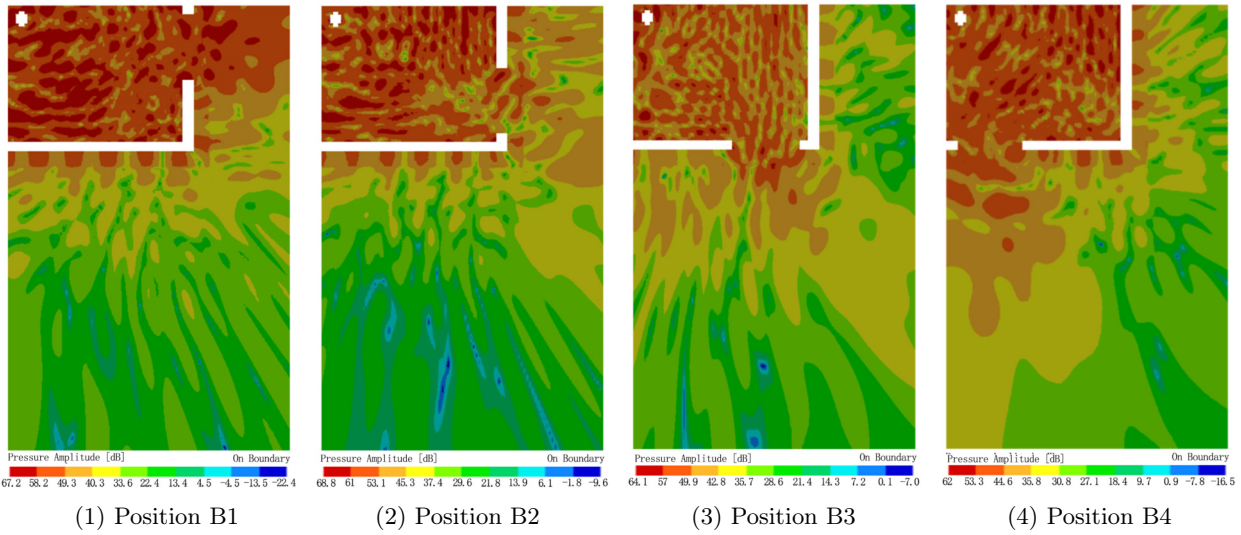 Pressure Amplitude [dB] On Boundary
67.2 58.2 49.3 40.3 33.6 22.4 13.4 4.5 -4.5 -13.5 -22.4
(1) Position B1
Pressure Amplitude [dB] On Boundary
68.8 61 53.1 45.3 37.4 29.6 21.8 13.9 6.1 -1.8 -9.6
(2) Position B2
Pressure Amplitude [dB] On Boundary
64.1 57 49.9 42.8 35.7 28.6 21.4 14.3 7.2 0.1 -7.0
(3) Position B3
Pressure Amplitude [dB] On Boundary
62 53.3 44.6 35.8 30.8 27.1 18.4 9.7 0.9 -7.8 -16.5
(4) Position B4